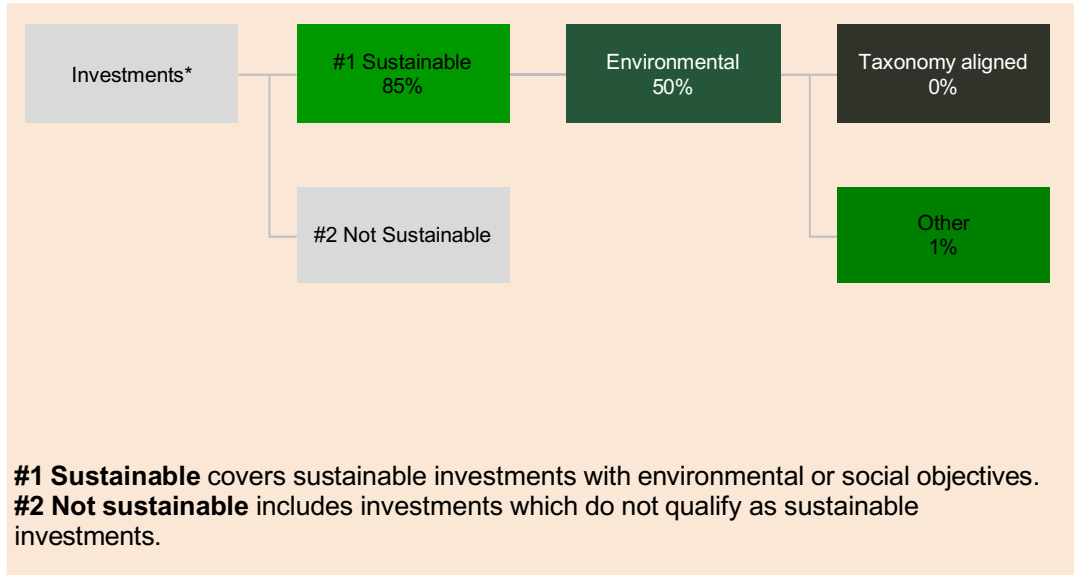 Investments*
#1 Sustainable
85%
Environmental
50%
Taxonomy aligned
0%
#2 Not Sustainable
Other
1%
#1 Sustainable covers sustainable investments with environmental or social objectives.
#2 Not sustainable includes investments which do not qualify as sustainable
investments.